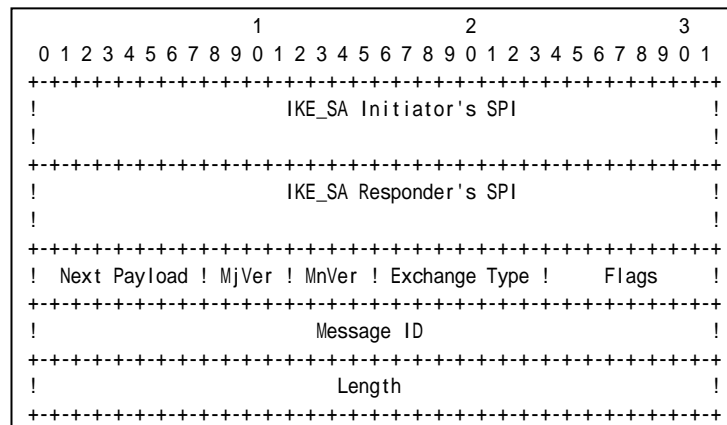 1                   2                   3
 0 1 2 3 4 5 6 7 8 9 0 1 2 3 4 5 6 7 8 9 0 1 2 3 4 5 6 7 8 9 0 1
+-+-+-+-+-+-+-+-+-+-+-+-+-+-+-+-+-+-+-+-+-+-+-+-+-+-+-+-+-+-+-+-+
!                       IKE_SA Initiator's SPI                  !
!                                                               !
+-+-+-+-+-+-+-+-+-+-+-+-+-+-+-+-+-+-+-+-+-+-+-+-+-+-+-+-+-+-+-+-+
!                       IKE_SA Responder's SPI                  !
!                                                               !
+-+-+-+-+-+-+-+-+-+-+-+-+-+-+-+-+-+-+-+-+-+-+-+-+-+-+-+-+-+-+-+-+
!  Next Payload ! MjVer ! MnVer ! Exchange Type !     Flags     !
+-+-+-+-+-+-+-+-+-+-+-+-+-+-+-+-+-+-+-+-+-+-+-+-+-+-+-+-+-+-+-+-+
!                          Message ID                           !
+-+-+-+-+-+-+-+-+-+-+-+-+-+-+-+-+-+-+-+-+-+-+-+-+-+-+-+-+-+-+-+-+
!                            Length                             !
+-+-+-+-+-+-+-+-+-+-+-+-+-+-+-+-+-+-+-+-+-+-+-+-+-+-+-+-+-+-+-+-+